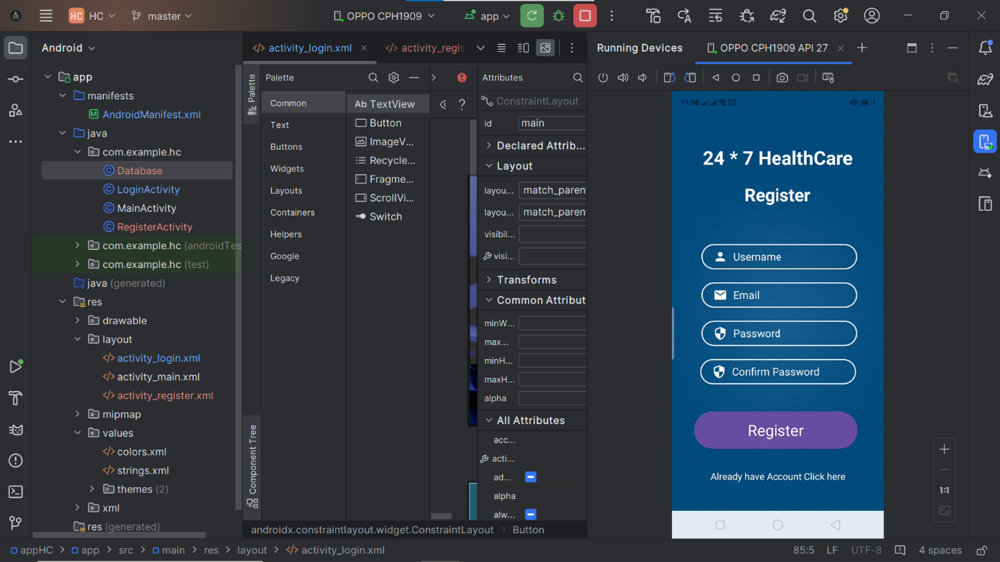 HC HC master OPPO CPH1909 app
Android
activity_login.xml activity_regis
Running Devices OPPO CPH1909 API 27
app
manifests
AndroidManifest.xml
java
com.example.hc
Database
LoginActivity
MainActivity
RegisterActivity
com.example.hc (androidTes
com.example.hc (test)
java (generated)
res
drawable
layout
activity_login.xml
activity_main.xml
activity_register.xml
mipmap
values
colors.xml
strings.xml
themes (2)
xml
res (generated)
Palette
Component Tree
Palette
Common
Text
Buttons
Widgets
Layouts
Containers
Helpers
Google
Legacy
Ab TextView
Button
ImageV...
Recycle...
Fragme...
ScrollVi...
Switch
Attributes
ConstraintLayout
id main
Declared Attrib...
Layout
layou... match_parent
layou... match_parent
visibil...
visi...
Transforms
Common Attribut
minW...
max...
minH...
maxH...
alpha
All Attributes
acc...
acti...
ad...
alpha
alw...
androidx.constraintlayout.widget.ConstraintLayout Button
11:08
24 * 7 HealthCare
Register
Username
Email
Password
Confirm Password
Register
Already have Account Click here
1:1
appHC app src main res layout activity_login.xml
85:5 LF UTF-8 4 spaces